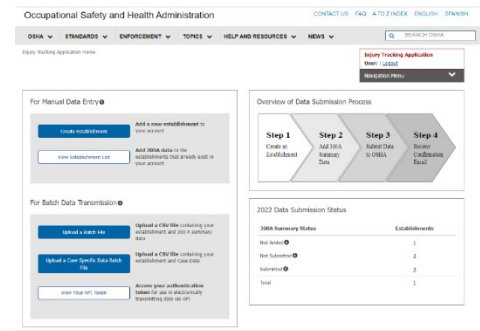 Occupational Safety and Health Administration
CONTACT US FAQ A TO Z INDEX ENGLISH SPANISH
OSHA STANDARDS ENFORCEMENT TOPICS HELP AND RESOURCES NEWS
SEARCH OSHA
Injury Tracking Application Home
Injury Tracking Application
User: | Logout
Navigation Menu
For Manual Data Entry
Create Establishment
Add a new establishment to
your account
View Establishment List
Add 300A data to the
establishments that already exist in
your account
For Batch Data Transmission
Upload a Batch File
Upload a CSV file containing your
establishment and 300 A summary
data
Upload a Case Specific Data Batch
File
Upload a CSV file containing your
establishment and Case Data
View Your API Token
Access your authentication
token for use in electronically
transmitting data via API
Overview of Data Submission Process
Step 1
Create an
Establishment
Step 2
Add 300A
Summary
Data
Step 3
Submit Data
to OSHA
Step 4
Review
Confirmation
Email
2022 Data Submission Status
300A Summary Status Establishments
Not Added 1
Not Submitted
Submitted
Total 1